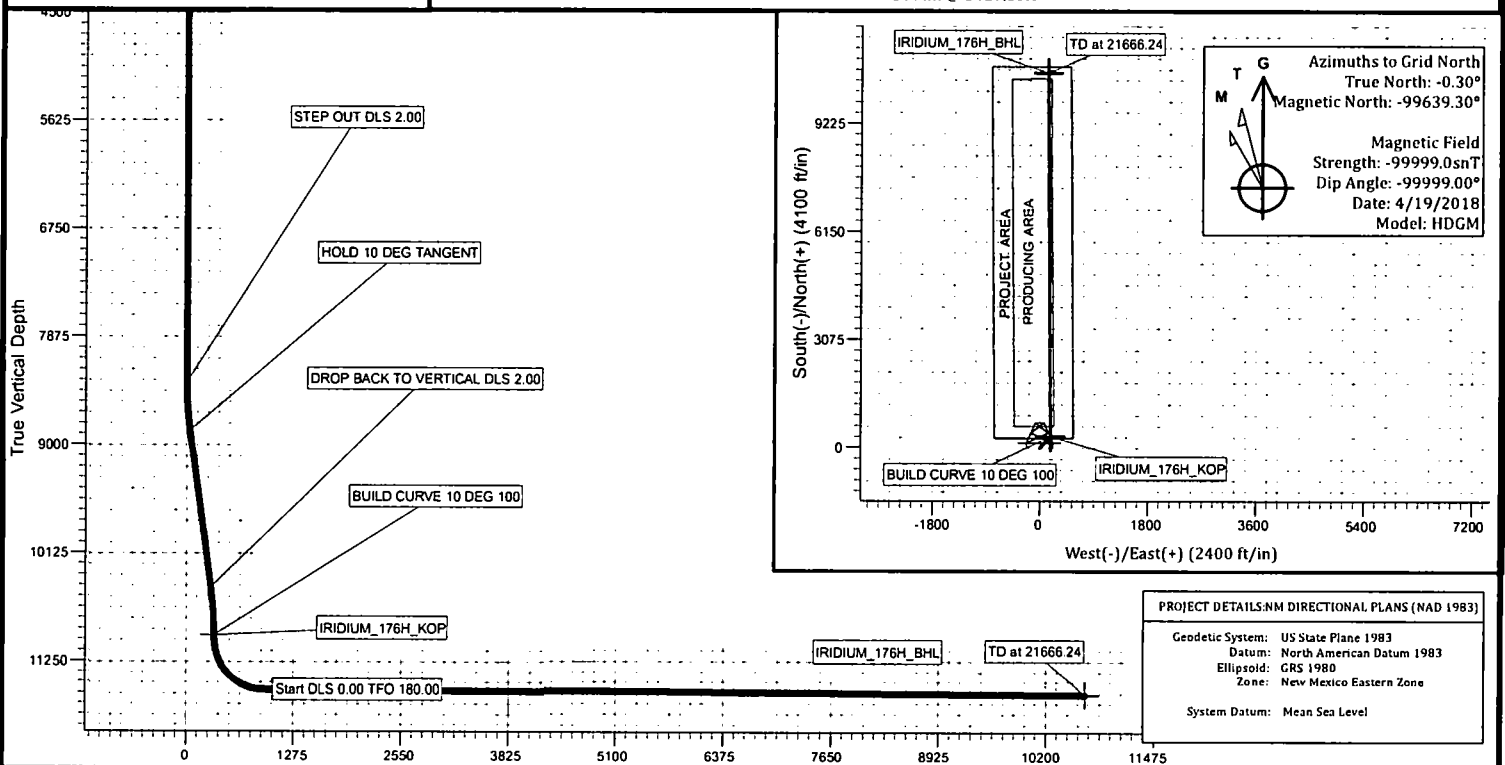 4500
5625
6750
7875
9000
10125
11250
True Vertical Depth
STEP OUT DLS 2.00
HOLD 10 DEG TANGENT
DROP BACK TO VERTICAL DLS 2.00
BUILD CURVE 10 DEG 100
IRIDIUM_176H_KOP
Start DLS 0.00 TFO 180.00
IRIDIUM_176H_BHL
TD at 21666.24
0 1275 2550 3825 5100 6375 7650 8925 10200 11475
IRIDIUM_176H_BHL
TD at 21666.24
South(-)/North(+) (4100 ft/in)
9225
6150
3075
0
PROJECT AREA
PRODUCING AREA
BUILD CURVE 10 DEG 100
IRIDIUM_176H_KOP
-1800 0 1800 3600 5400 7200
West(-)/East(+) (2400 ft/in)
T G
M
Azimuths to Grid North
True North: -0.30°
Magnetic North: -99639.30°
Magnetic Field
Strength: -99999.0snT
Dip Angle: -99999.00°
Date: 4/19/2018
Model: HDGM
PROJECT DETAILS:NM DIRECTIONAL PLANS (NAD 1983)
Geodetic System: US State Plane 1983
Datum: North American Datum 1983
Ellipsoid: GRS 1980
Zone: New Mexico Eastern Zone
System Datum: Mean Sea Level